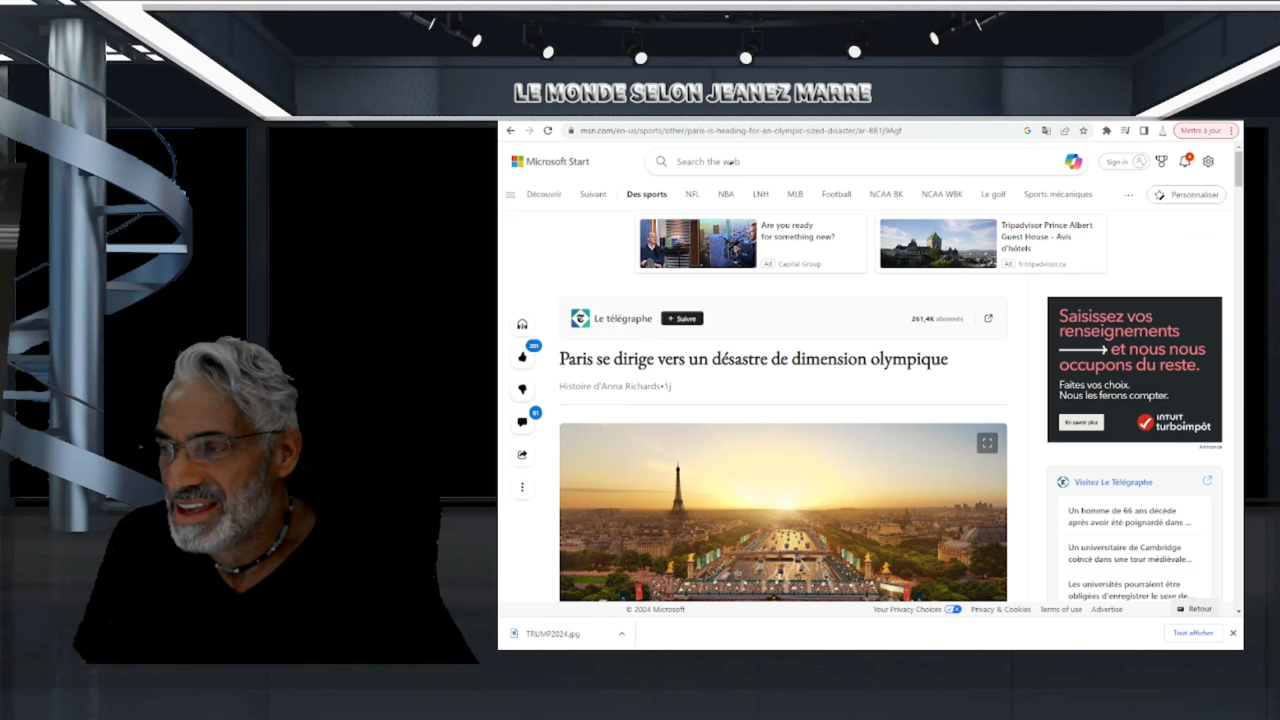 LE MONDE SELON JEANEZ MARRE
msn.com/en-us/sports/other/paris-is-heading-for-an-olympic-sized-disaster/ar-BB1j9Agf
Mettre à jour
Microsoft Start
Search the web
Sign in
4
Découvrir
Suivant
Des sports
NFL
NBA
LNH
MLB
Football
NCAA BK
NCAA WBK
Le golf
Sports mécaniques
Personnaliser
Are you ready
for something new?
Ad Capital Group
Tripadvisor Prince Albert
Guest House - Avis
d'hôtels
Ad fr.tripadvisor.ca
Le télégraphe
+ Suivre
261,4K abonnés
Paris se dirige vers un désastre de dimension olympique
Histoire d'Anna Richards•1j
81
Saisissez vos
renseignements
et nous nous
occupons du reste.
Faites vos choix.
Nous les ferons compter.
En savoir plus
INTUIT
turboimpôt
Annonce
Visitez Le Télégraphe
Un homme de 66 ans décède
après avoir été poignardé dans ...
Un universitaire de Cambridge
coincé dans une tour médiévale...
Les universités pourraient être
obligées d'enregistrer le sexe de...
© 2024 Microsoft
Your Privacy Choices
Privacy & Cookies
Terms of use
Advertise
Retour
TRUMP2024.jpg
Tout afficher